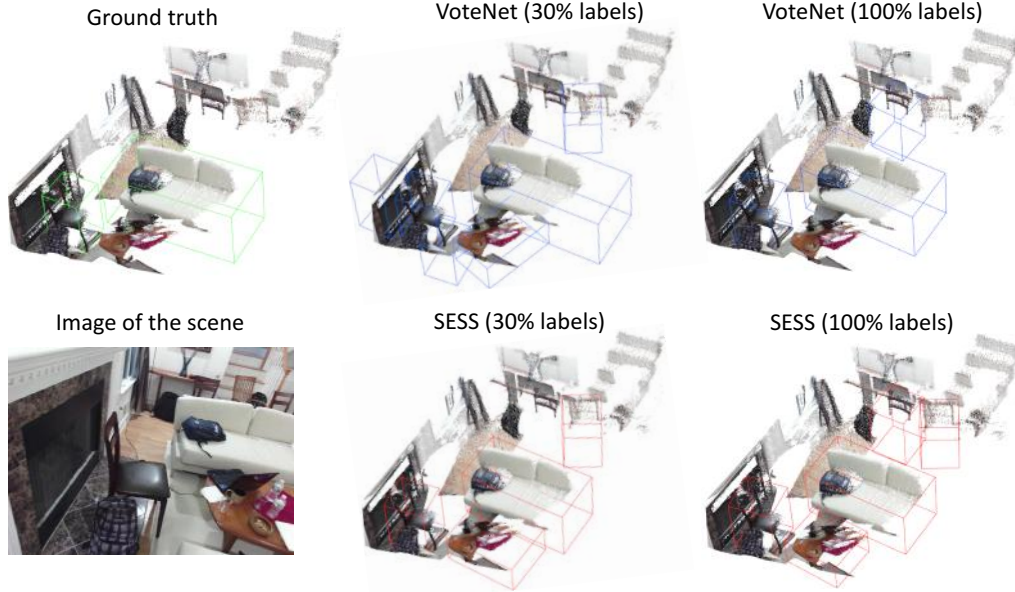 Ground truth
VoteNet (30% labels)
VoteNet (100% labels)
Image of the scene
SESS (30% labels)
SESS (100% labels)